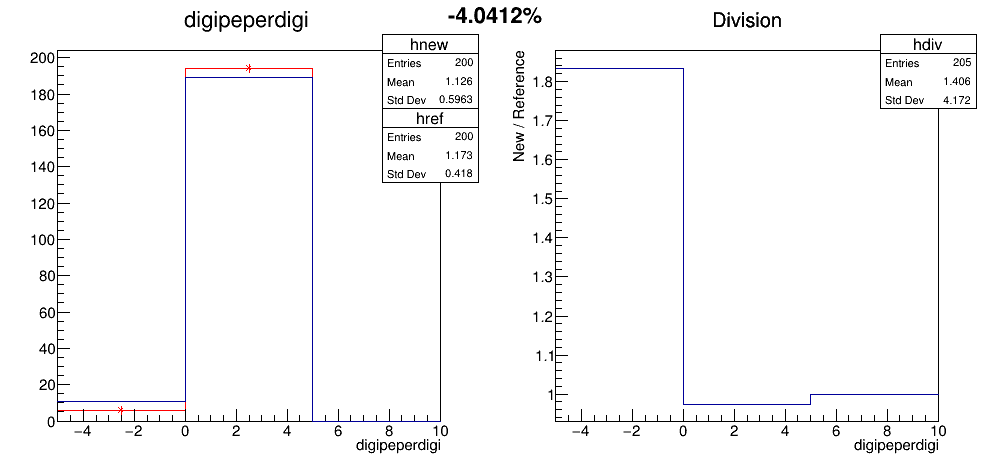 -4.0412%
digipeperdigi
hnew
Entries 200
Mean 1.126
Std Dev 0.5963
href
Entries 200
Mean 1.173
Std Dev 0.418
200
180
160
140
120
100
80
60
40
20
0
−4 −2 0 2 4 6 8 10
digipeperdigi
Division
hdiv
Entries 205
Mean 1.406
Std Dev 4.172
New / Reference
1.8
1.7
1.6
1.5
1.4
1.3
1.2
1.1
1
−4 −2 0 2 4 6 8 10
digipeperdigi